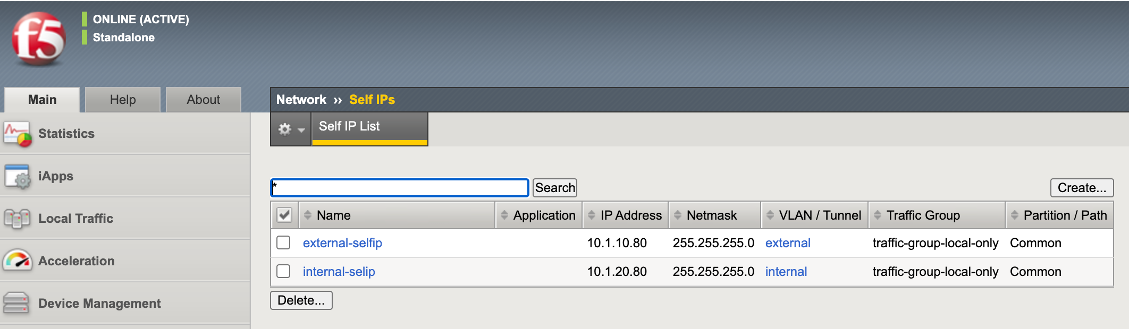 f5
ONLINE (ACTIVE)
Standalone
Main Help About
Network ›› Self IPs
Self IP List
Statistics
iApps
Local Traffic
Acceleration
Device Management
* Search Create...
Name Application IP Address Netmask VLAN / Tunnel Traffic Group Partition / Path
external-selfip 10.1.10.80 255.255.255.0 external traffic-group-local-only Common
internal-selip 10.1.20.80 255.255.255.0 internal traffic-group-local-only Common
Delete...